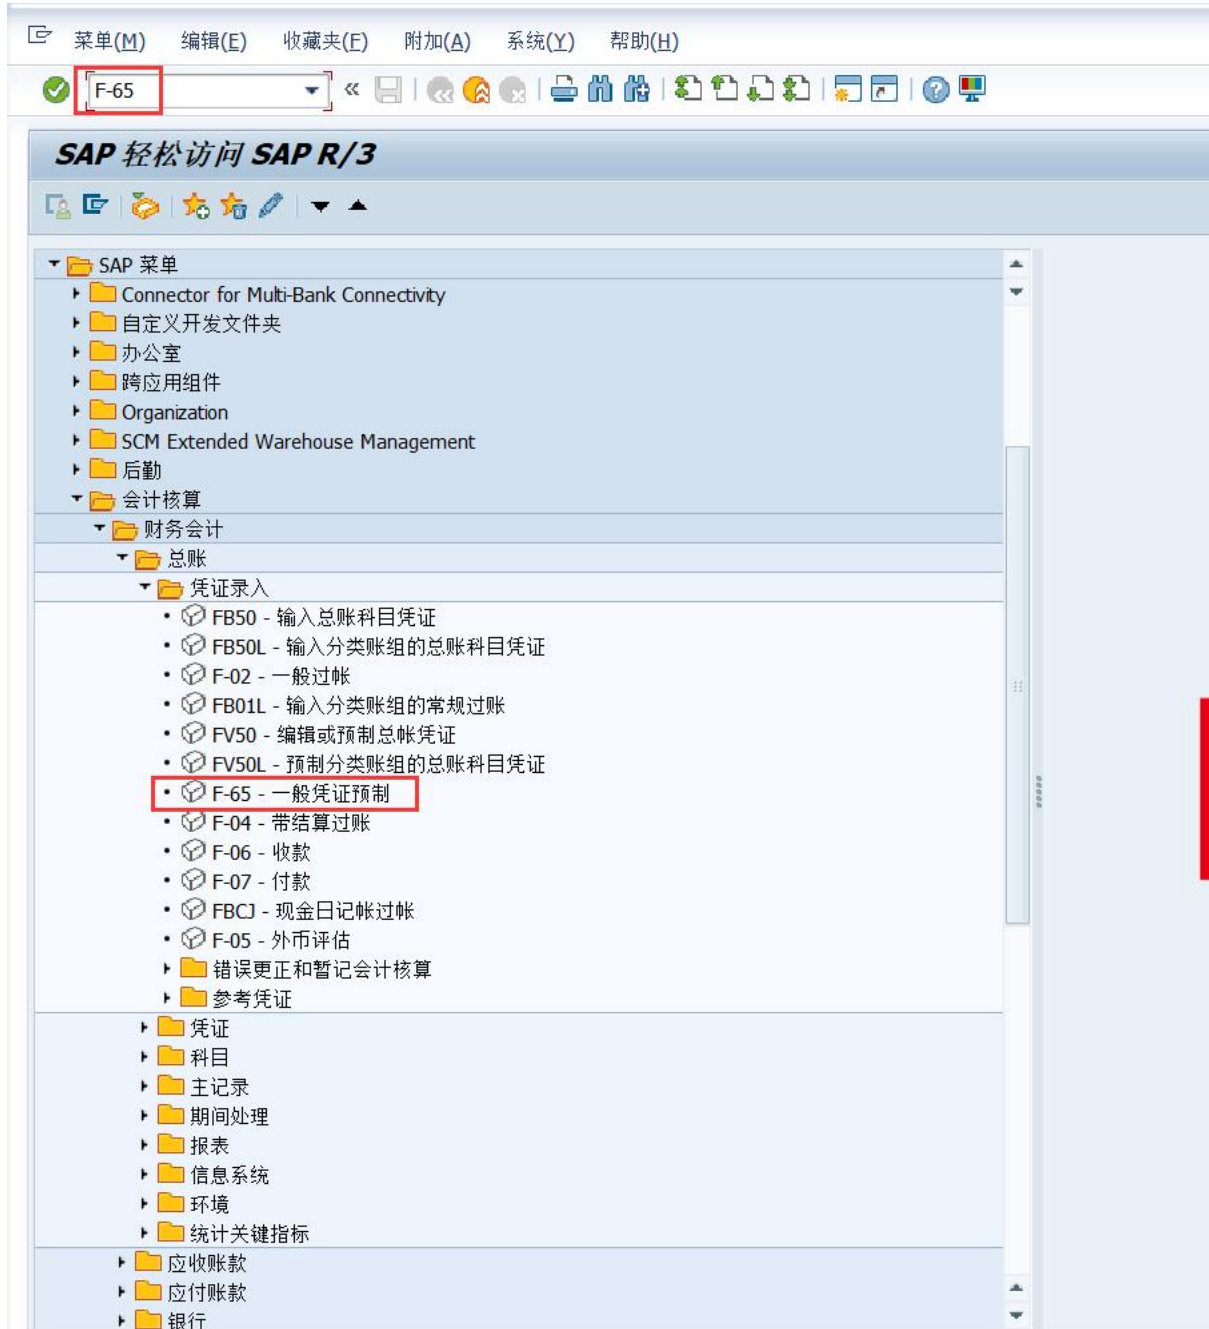 菜单(M) 编辑(E) 收藏夹(F) 附加(A) 系统(Y) 帮助(H)
F-65
SAP 轻松访问 SAP R/3
SAP 菜单
Connector for Multi-Bank Connectivity
自定义开发文件夹
办公室
跨应用组件
Organization
SCM Extended Warehouse Management
后勤
会计核算
财务会计
总账
凭证录入
FB50 - 输入总账科目凭证
FB50L - 输入分类账组的总账科目凭证
F-02 - 一般过帐
FB01L - 输入分类账组的常规过账
FV50 - 编辑或预制总帐凭证
FV50L - 预制分类账组的总账科目凭证
F-65 - 一般凭证预制
F-04 - 带结算过账
F-06 - 收款
F-07 - 付款
FBCJ - 现金日记帐过帐
F-05 - 外币评估
错误更正和暂记会计核算
参考凭证
凭证
科目
主记录
期间处理
报表
信息系统
环境
统计关键指标
应收账款
应付账款
银行